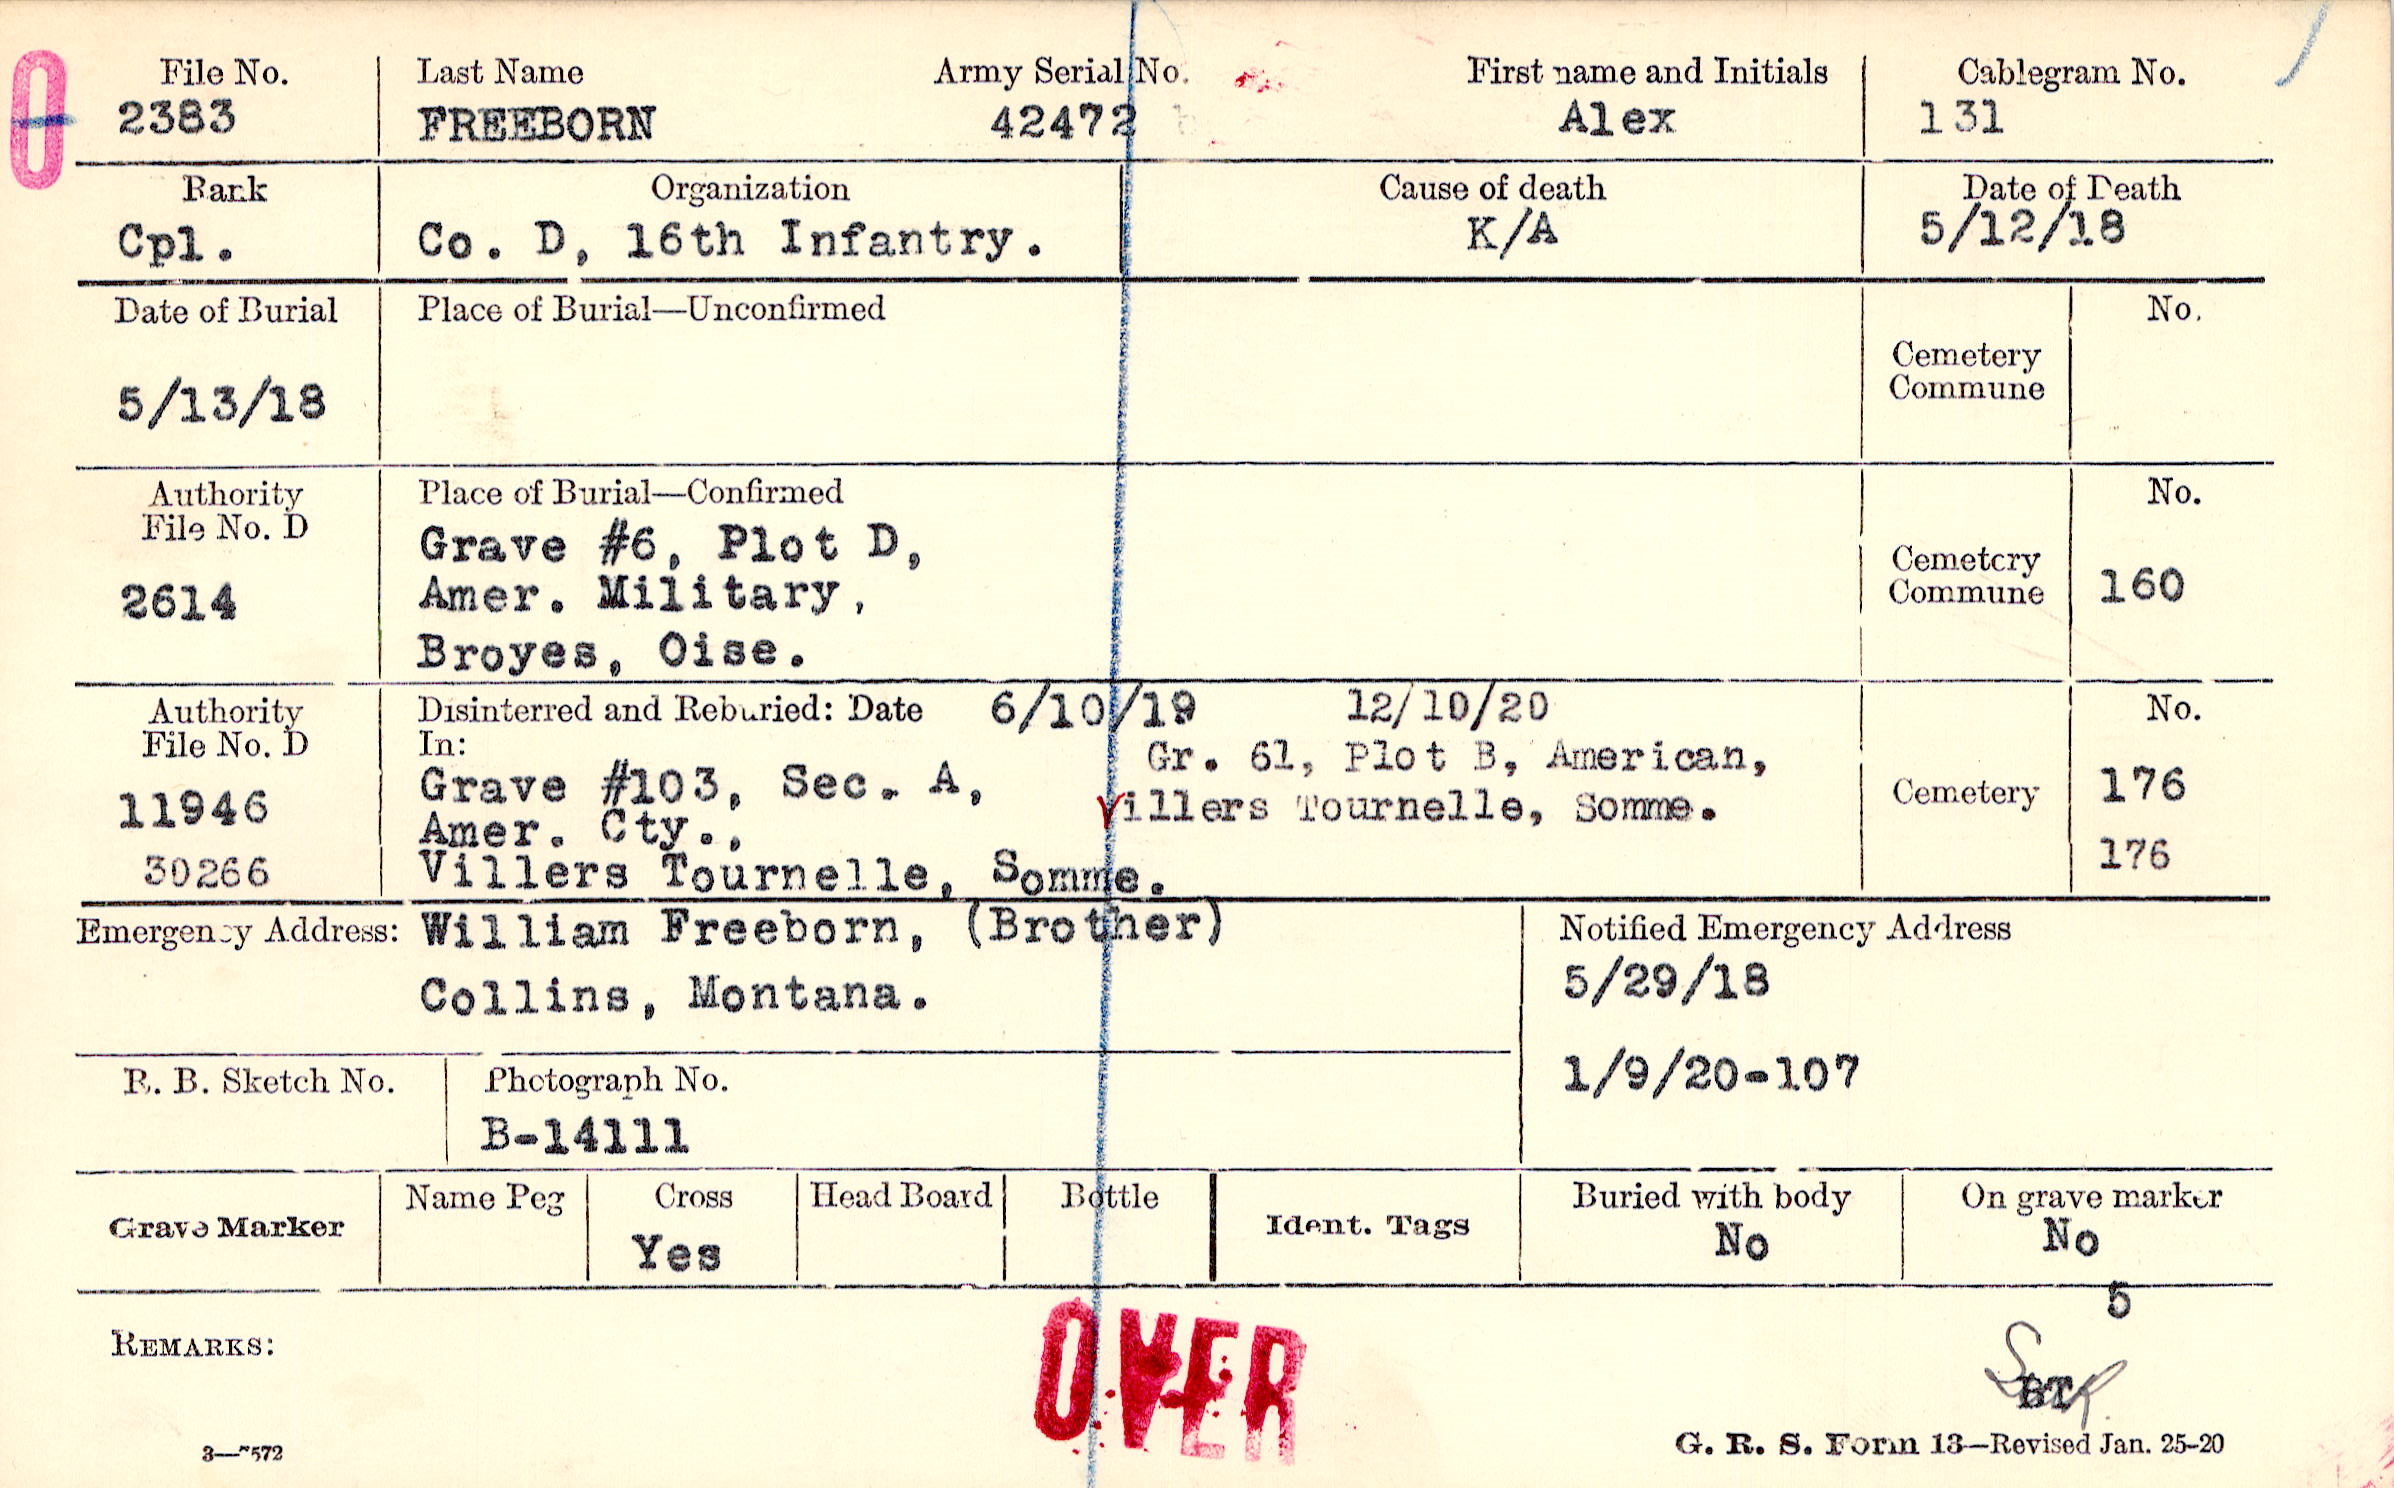 File No. Last Name Army Serial No. First name and Initials Cablegram No.
2383 FREEBORN 42472 Alex 131
Rank Organization Cause of death Date of Death
Cpl. Co. D, 16th Infantry. K/A 5/12/18
Date of Burial Place of Burial—Unconfirmed No.
Cemetery
Commune
5/13/18
Authority Place of Burial—Confirmed No.
File No. D
Grave #6, Plot D,
Cemetery
2614 Amer. Military, Commune 160
Broyes, Oise.
Authority Disinterred and Reburied: Date 6/10/19 12/10/20 No.
File No. D In:
Gr. 61, Plot B, American,
11946 Grave #103, Sec. A, Villers Tournelle, Somme. Cemetery 176
Amer. Cty.,
30266 Villers Tournelle, Somme. 176
Emergency Address: William Freeborn, (Brother) Notified Emergency Address
Collins, Montana. 5/29/18
R. B. Sketch No. Photograph No. 1/9/20-107
B-14111
Grave Marker Name Peg Cross Head Board Bottle Ident. Tags Buried with body On grave marker
Yes No No
5
REMARKS: OVER
BT
3—7572 G. R. S. Form 13—Revised Jan. 25-20